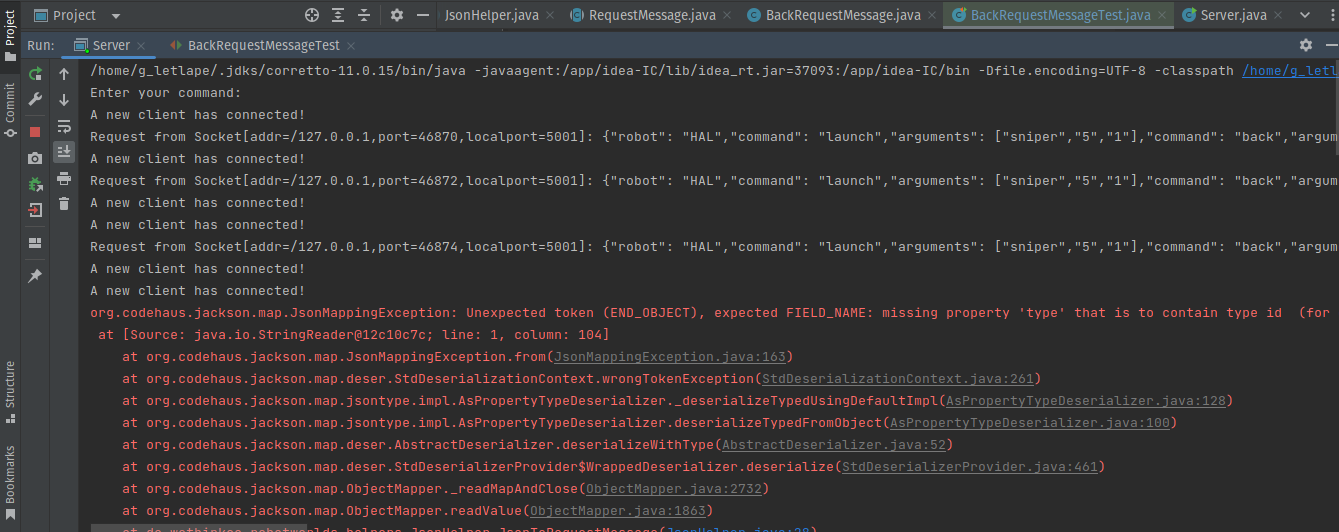 Project
JsonHelper.java
RequestMessage.java
BackRequestMessage.java
BackRequestMessageTest.java
Server.java
Project
Commit
Structure
Bookmarks
Run:
Server
BackRequestMessageTest
/home/g_letlape/.jdks/corretto-11.0.15/bin/java -javaagent:/app/idea-IC/lib/idea_rt.jar=37093:/app/idea-IC/bin -Dfile.encoding=UTF-8 -classpath /home/g_letl
Enter your command:
A new client has connected!
Request from Socket[addr=/127.0.0.1,port=46870,localport=5001]: {"robot": "HAL","command": "launch","arguments": ["sniper","5","1"],"command": "back","argum
A new client has connected!
Request from Socket[addr=/127.0.0.1,port=46872,localport=5001]: {"robot": "HAL","command": "launch","arguments": ["sniper","5","1"],"command": "back","argum
A new client has connected!
A new client has connected!
Request from Socket[addr=/127.0.0.1,port=46874,localport=5001]: {"robot": "HAL","command": "launch","arguments": ["sniper","5","1"],"command": "back","argum
A new client has connected!
A new client has connected!
org.codehaus.jackson.map.JsonMappingException: Unexpected token (END_OBJECT), expected FIELD_NAME: missing property 'type' that is to contain type id  (for
at [Source: java.io.StringReader@12c10c7c; line: 1, column: 104]
at org.codehaus.jackson.map.JsonMappingException.from(JsonMappingException.java:163)
at org.codehaus.jackson.map.deser.StdDeserializationContext.wrongTokenException(StdDeserializationContext.java:261)
at org.codehaus.jackson.map.jsontype.impl.AsPropertyTypeDeserializer._deserializeTypedUsingDefaultImpl(AsPropertyTypeDeserializer.java:128)
at org.codehaus.jackson.map.jsontype.impl.AsPropertyTypeDeserializer.deserializeTypedFromObject(AsPropertyTypeDeserializer.java:100)
at org.codehaus.jackson.map.deser.AbstractDeserializer.deserializeWithType(AbstractDeserializer.java:52)
at org.codehaus.jackson.map.deser.StdDeserializerProvider$WrappedDeserializer.deserialize(StdDeserializerProvider.java:461)
at org.codehaus.jackson.map.ObjectMapper._readMapAndClose(ObjectMapper.java:2732)
at org.codehaus.jackson.map.ObjectMapper.readValue(ObjectMapper.java:1863)